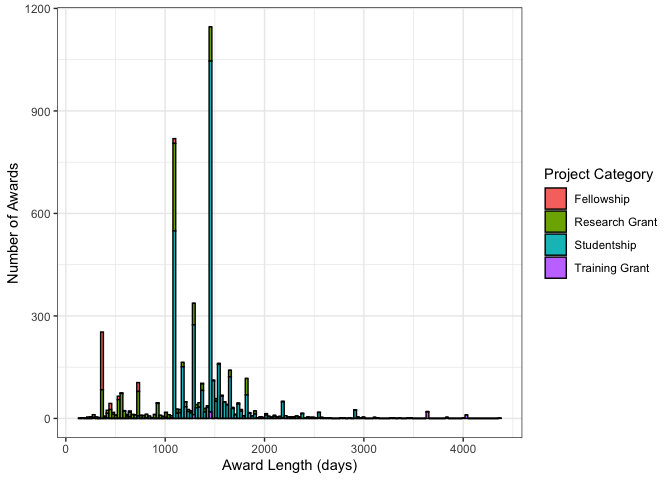 1200
900
600
300
0
Number of Awards
0 1000 2000 3000 4000
Award Length (days)
Project Category
Fellowship
Research Grant
Studentship
Training Grant